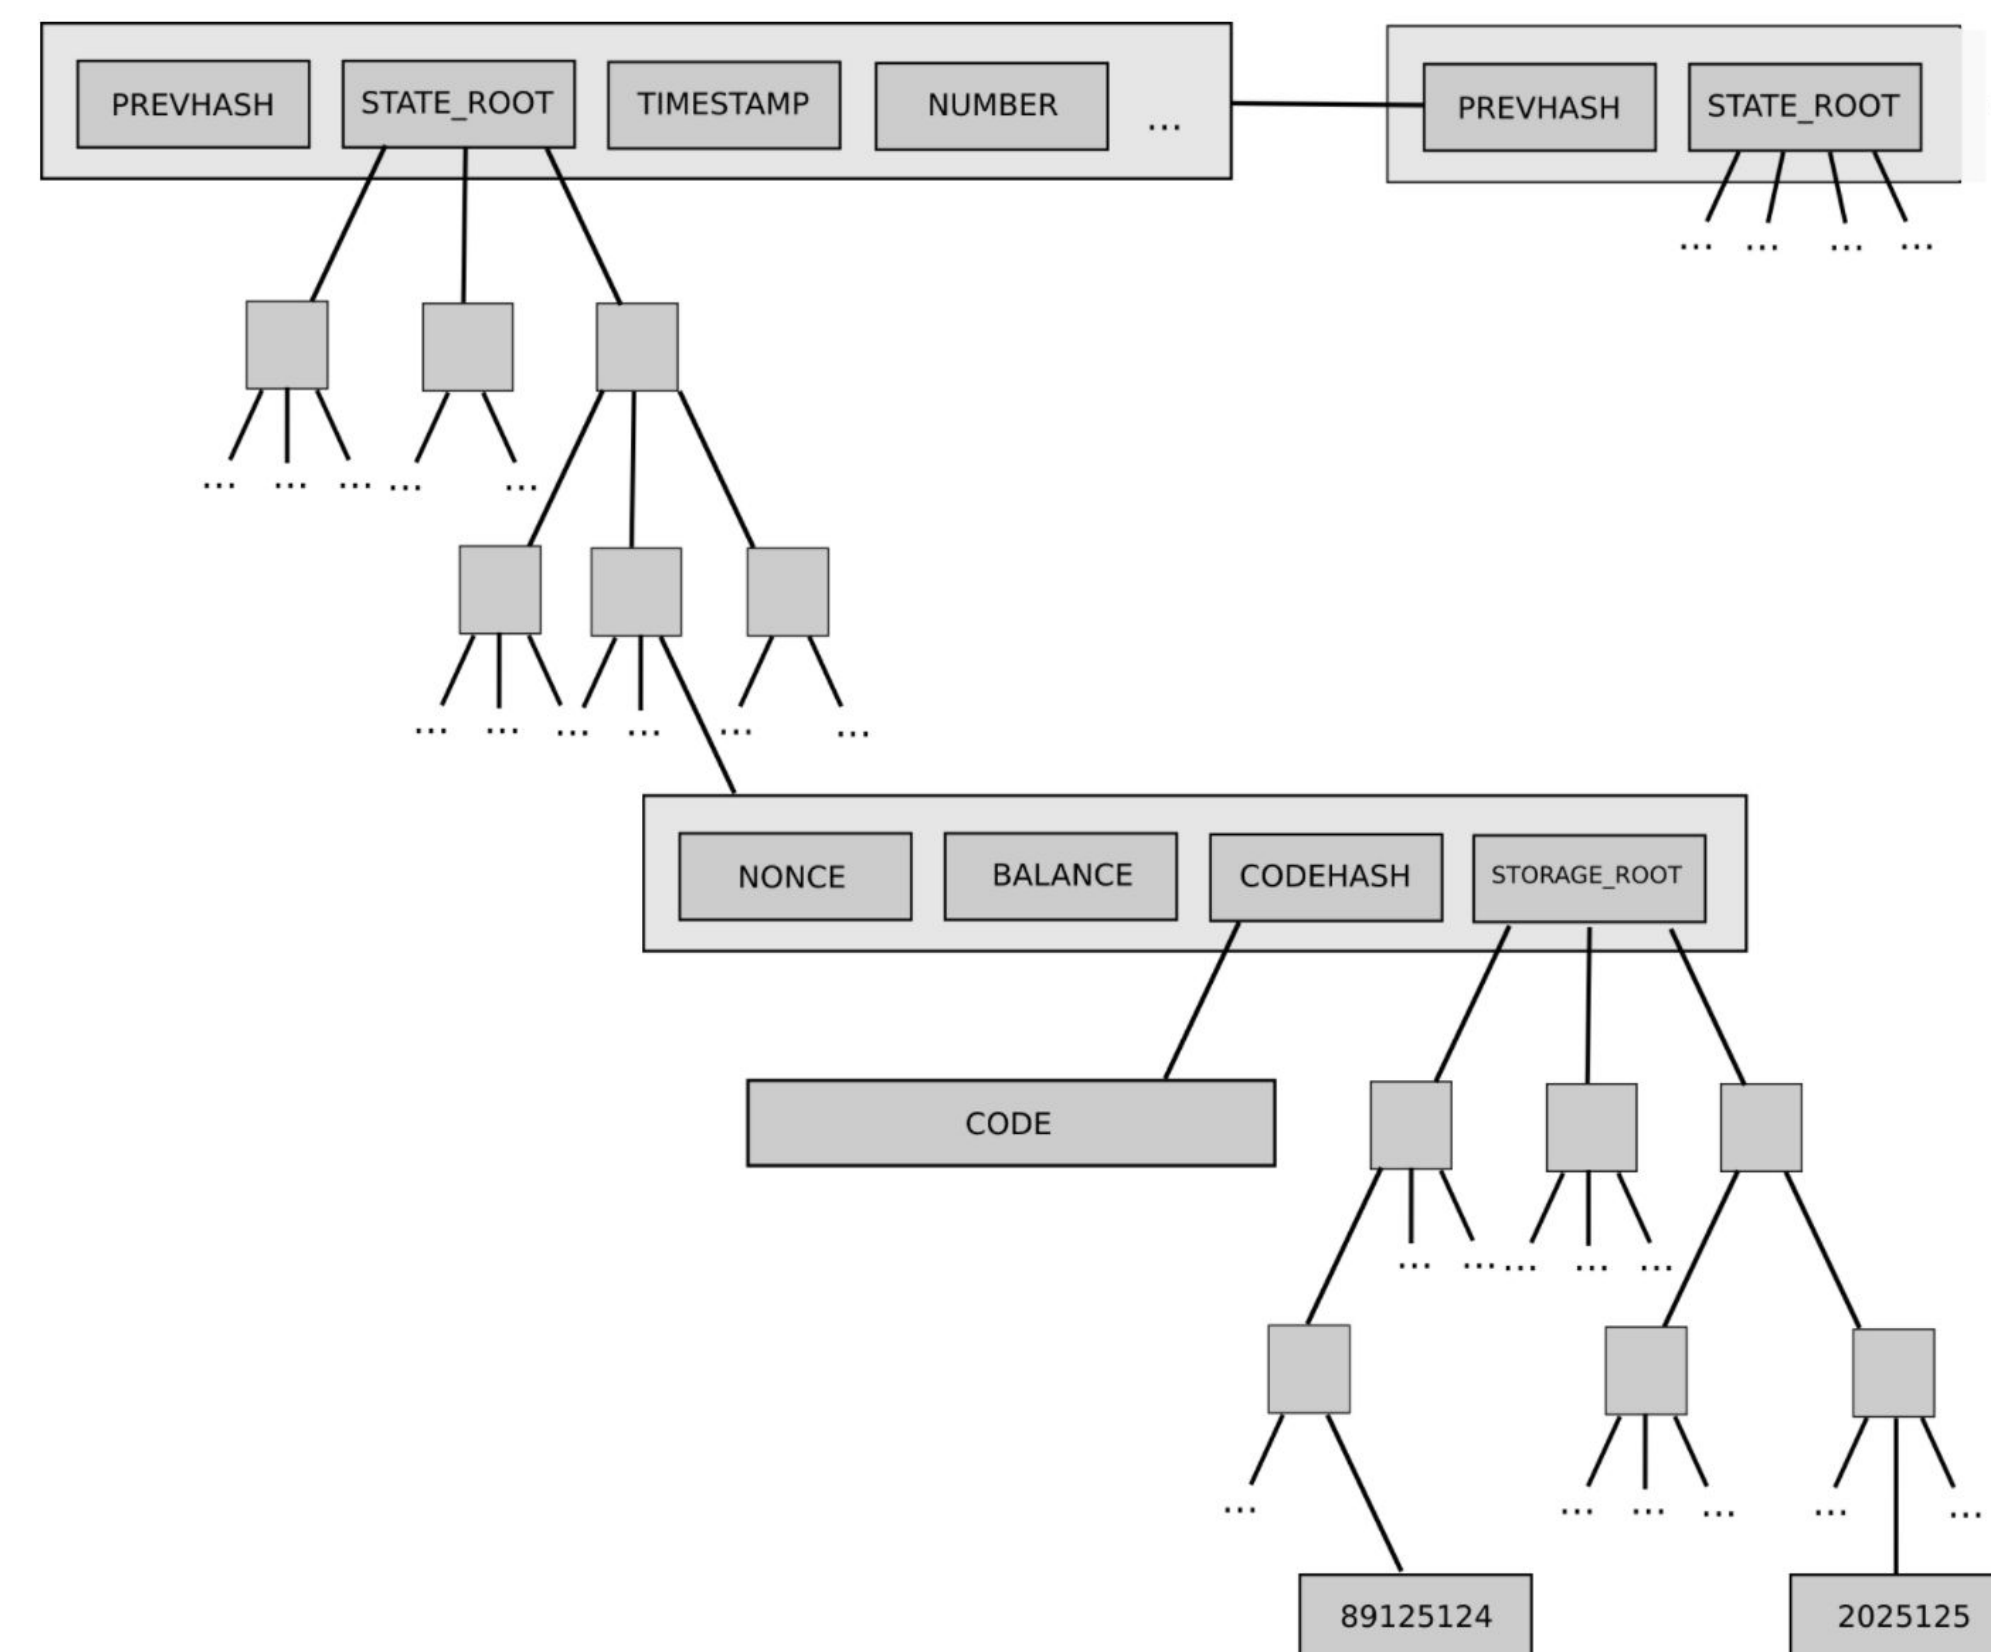 PREVHASH STATE_ROOT TIMESTAMP NUMBER ... PREVHASH STATE_ROOT
... ... ... ...
... ... ... ... ...
... ... ... ... ... ...
NONCE BALANCE CODEHASH STORAGE_ROOT
CODE
... ... ... ... ...
... ... ... ... ... ...
89125124 2025125